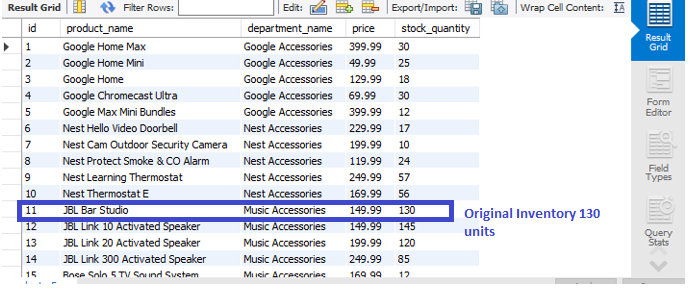 Result Grid Filter Rows: Edit: Export/Import: Wrap Cell Content:
id product_name department_name price stock_quantity
1 Google Home Max Google Accessories 399.99 30
2 Google Home Mini Google Accessories 49.99 25
3 Google Home Google Accessories 129.99 18
4 Google Chromecast Ultra Google Accessories 69.99 30
5 Google Max Mini Bundles Google Accessories 399.99 12
6 Nest Hello Video Doorbell Nest Accessories 229.99 17
7 Nest Cam Outdoor Security Camera Nest Accessories 199.99 10
8 Nest Protect Smoke & CO Alarm Nest Accessories 119.99 24
9 Nest Learning Thermostat Nest Accessories 249.99 57
10 Nest Thermostat E Nest Accessories 169.99 56
11 JBL Bar Studio Music Accessories 149.99 130
12 JBL Link 10 Activated Speaker Music Accessories 149.99 145
13 JBL Link 20 Activated Speaker Music Accessories 199.99 120
14 JBL Link 300 Activated Speaker Music Accessories 249.99 85
15 Bose Solo 5 TV Sound System Music Accessories 169.99 12
Original Inventory 130
units
Result
Grid
Form
Editor
Field
Types
Query
Stats